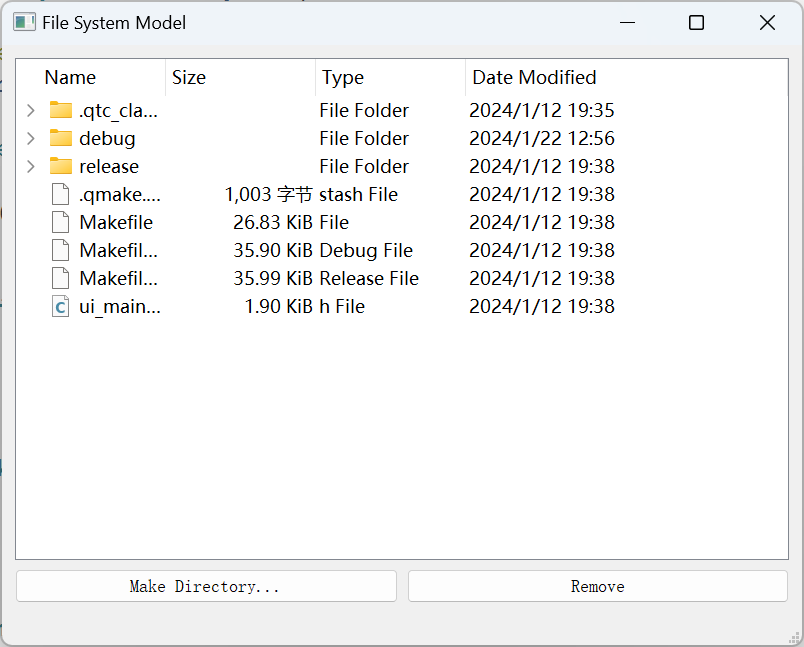 File System Model
Name Size Type Date Modified
.qtc_cla... File Folder 2024/1/12 19:35
debug File Folder 2024/1/22 12:56
release File Folder 2024/1/12 19:38
.qmake.... 1,003 字节 stash File 2024/1/12 19:38
Makefile 26.83 KiB File 2024/1/12 19:38
Makefil... 35.90 KiB Debug File 2024/1/12 19:38
Makefil... 35.99 KiB Release File 2024/1/12 19:38
C ui_main... 1.90 KiB h File 2024/1/12 19:38
Make Directory... Remove